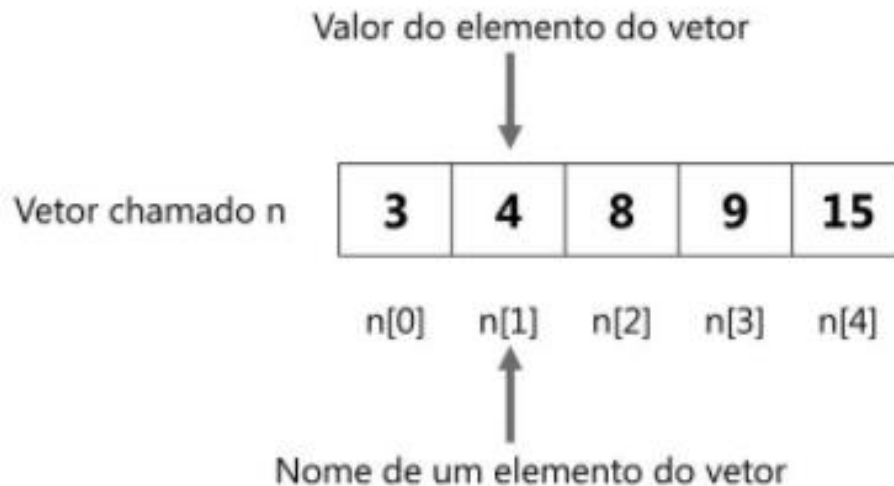 Valor do elemento do vetor
Vetor chamado n 3 4 8 9 15
n[0] n[1] n[2] n[3] n[4]
Nome de um elemento do vetor